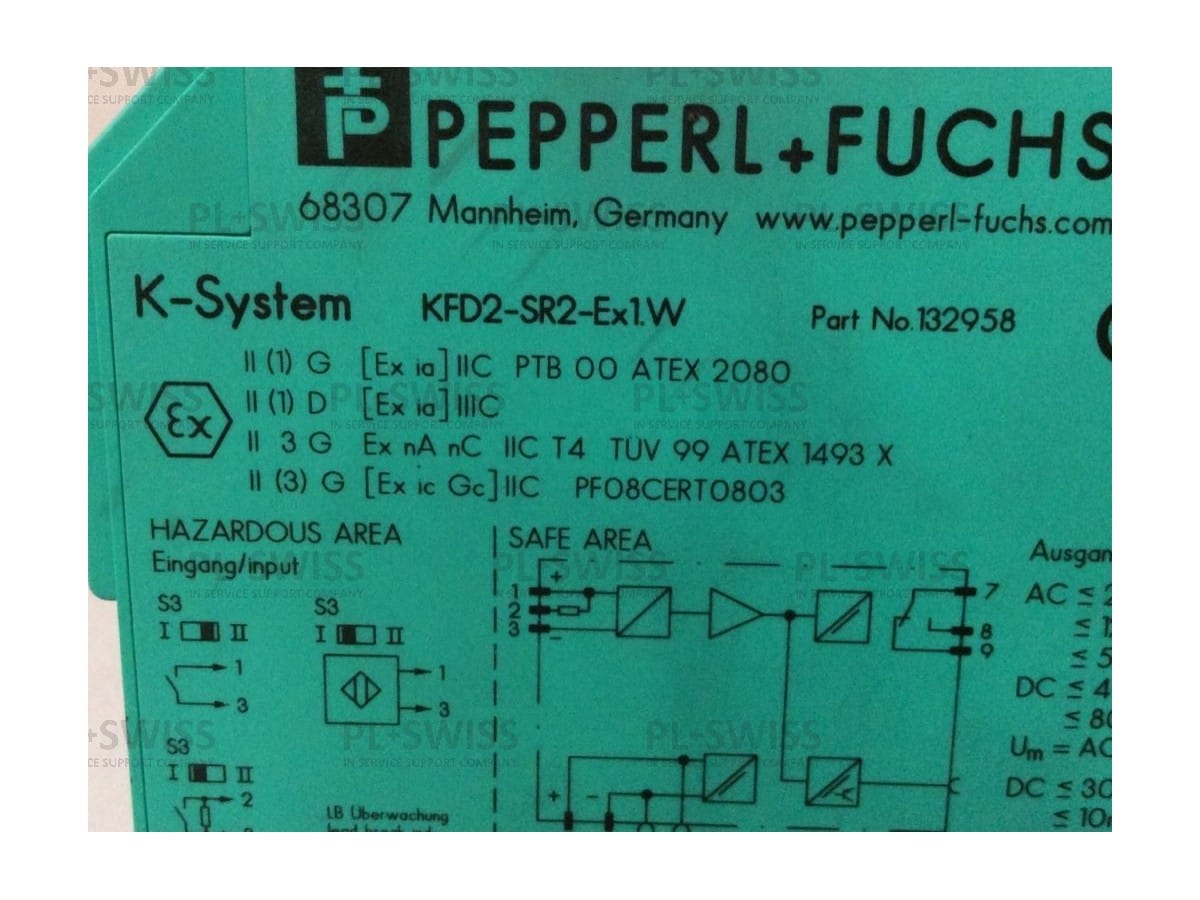 PEPPERL+FUCHS
68307 Mannheim, Germany www.pepperl-fuchs.com
K-System KFD2-SR2-Ex1.W Part No.132958
II (1) G [Ex ia] IIC PTB 00 ATEX 2080
Ex
II (1) D [Ex ia] IIIC
II 3 G Ex nA nC IIC T4 TÜV 99 ATEX 1493 X
II (3) G [Ex ic Gc] IIC PF08CERT0803
HAZARDOUS AREA
SAFE AREA
Eingang/input
S3
I II
1
3
S3
I II
1
3
S3
I II
2
LB Überwachung
1
2
3
+
-
7
8
9
+ -
AC ≤
DC ≤ 4
Um = AC
DC ≤ 30
PL+SWISS
IN SERVICE SUPPORT COMPANY